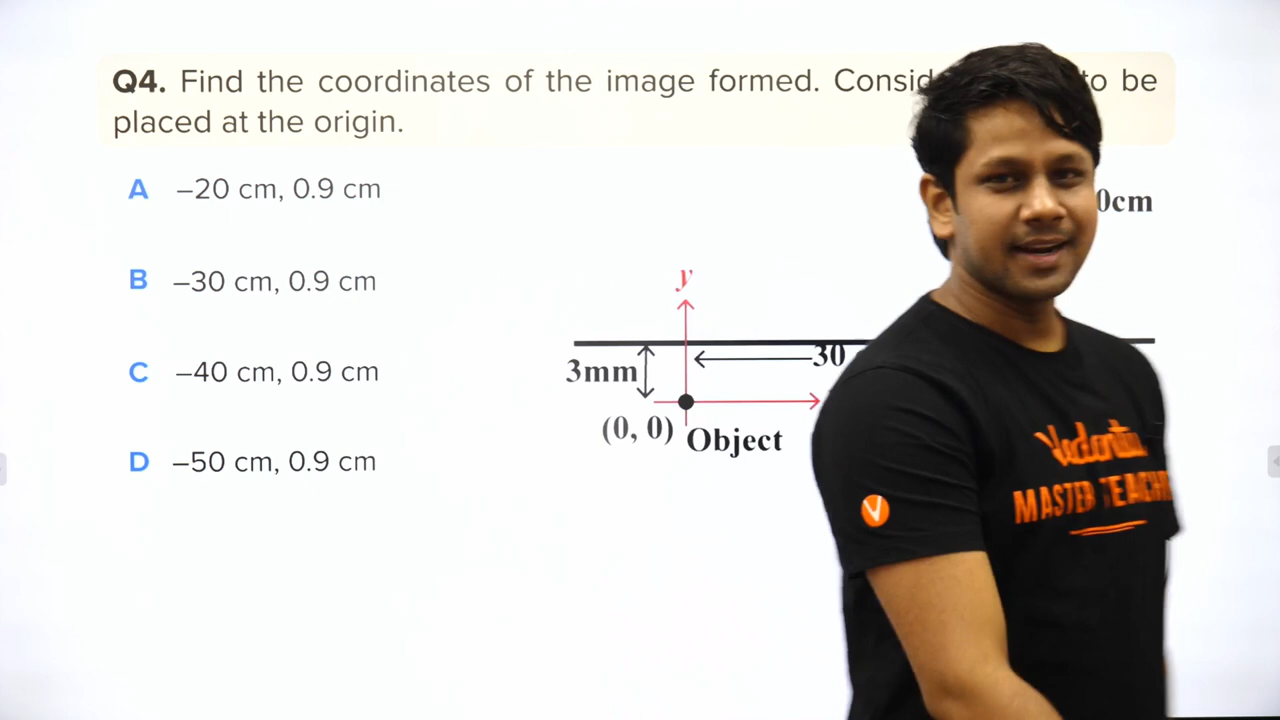 Q4. Find the coordinates of the image formed. to be
placed at the origin.
A –20 cm, 0.9 cm
0cm
B –30 cm, 0.9 cm
y
C –40 cm, 0.9 cm
3mm
30
(0, 0) Object
D –50 cm, 0.9 cm
V
MASTER